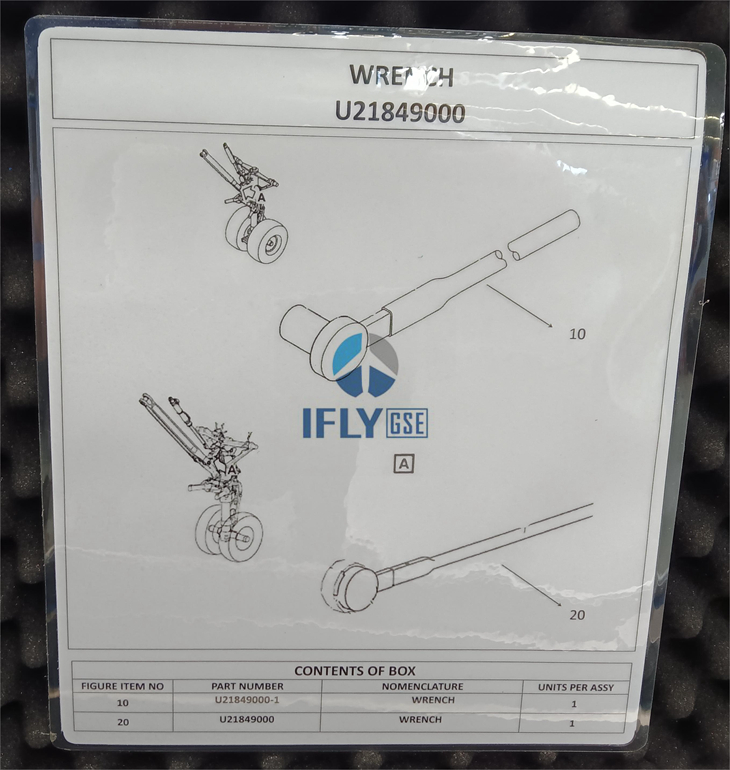 WRENCH
U21849000
A
10
IFLY GSE
A
A
20
CONTENTS OF BOX
FIGURE ITEM NO PART NUMBER NOMENCLATURE UNITS PER ASSY
10 U21849000-1 WRENCH 1
20 U21849000 WRENCH 1